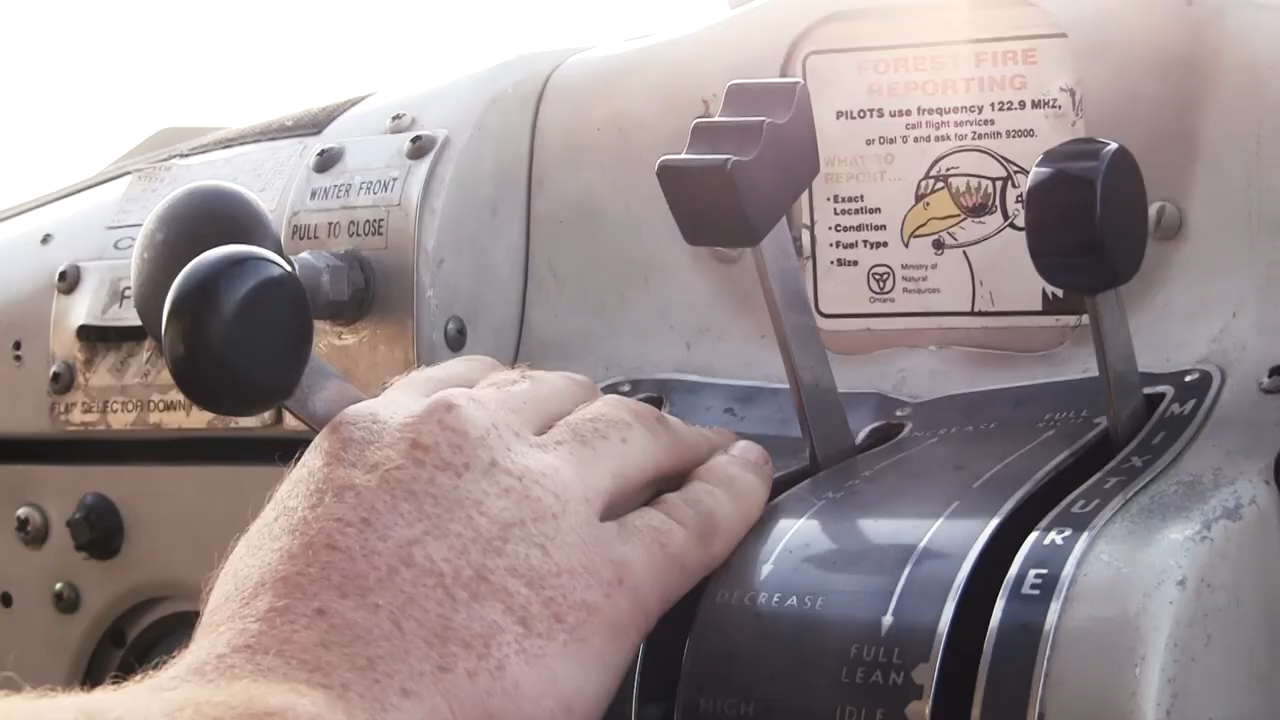 FOREST FIRE
REPORTING
PILOTS use frequency 122.9 MHZ,
call flight services
or Dial '0' and ask for Zenith 92000.
WHAT TO
REPORT...
• Exact
Location
• Condition
• Fuel Type
• Size
Ontario
Ministry of
Natural
Resources
WINTER FRONT
PULL TO CLOSE
SELECTOR DOWN
INCREASE
FULL
RICH
MIXTURE
DECREASE
FULL
LEAN
HIGH
IDLE